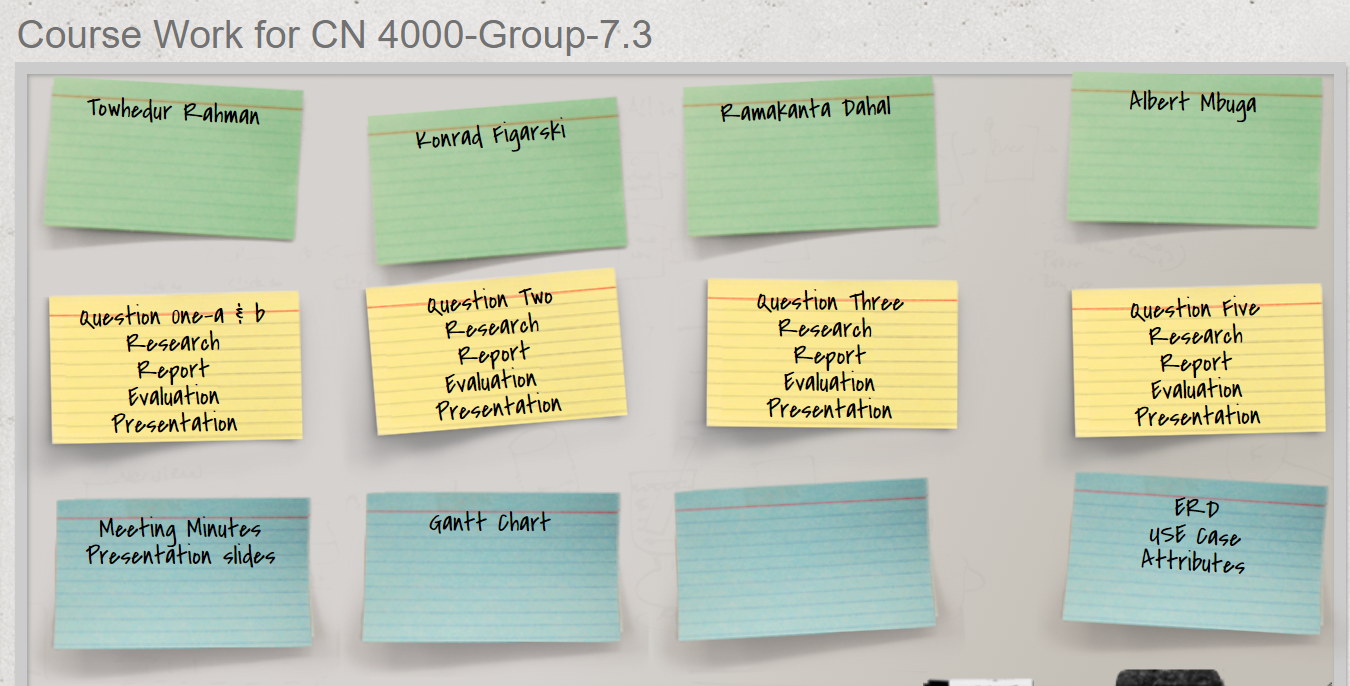 Course Work for CN 4000-Group-7.3
Towhedur Rahman
Konrad Figarski
Ramakanta Dahal
Albert Mbuga
Question One-a & b
Research
Report
Evaluation
Presentation
Question Two
Research
Report
Evaluation
Presentation
Question Three
Research
Report
Evaluation
Presentation
Question Five
Research
Report
Evaluation
Presentation
Meeting Minutes
Presentation slides
Gantt Chart
ERD
USE Case
Attributes